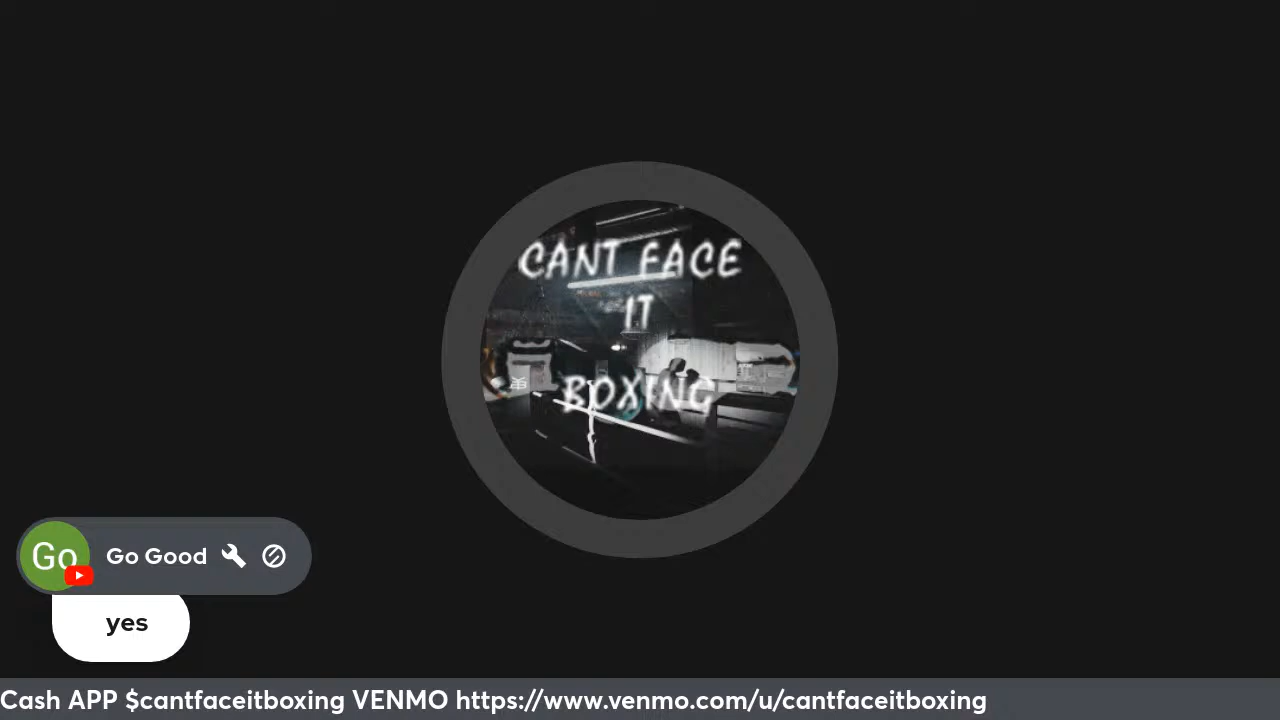 CANT FACE
IT
BOXING
Go
Go Good
yes
Cash APP $cantfaceitboxing VENMO https://www.venmo.com/u/cantfaceitboxing